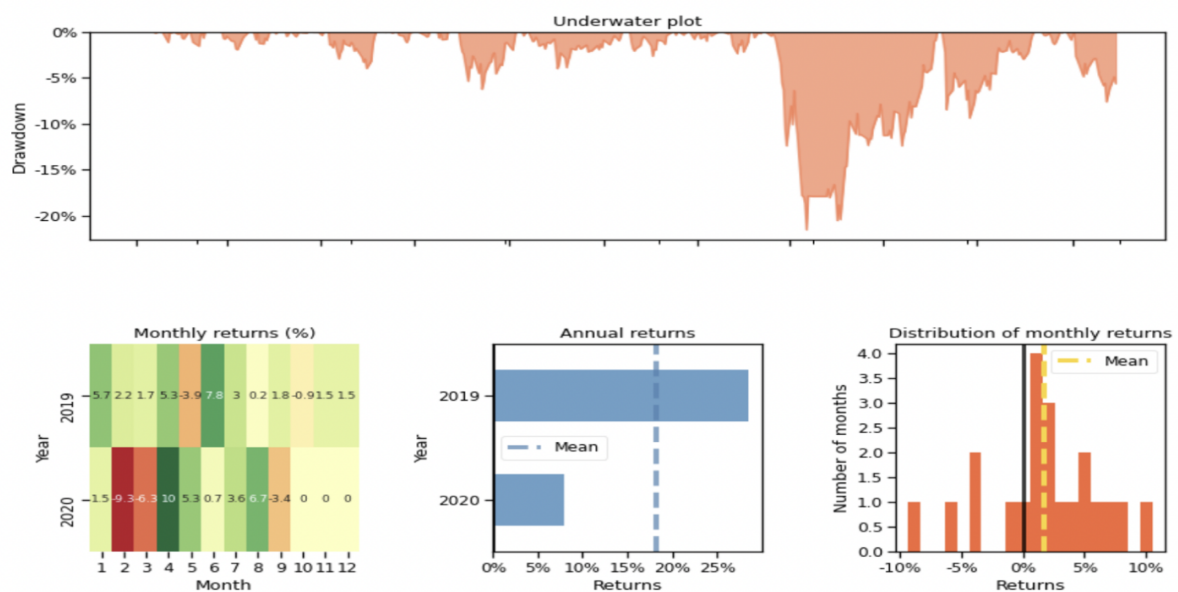 Underwater plot
0%
-5%
-10%
-15%
-20%
Drawdown
Monthly returns (%)
2019
5.7 2.2 1.7 5.3 -3.9 7.8 3 0.2 1.8 -0.9 1.5 1.5
Year
2020
1.5 -9.3 -6.3 10 5.3 0.7 3.6 6.7 -3.4 0 0 0
1 2 3 4 5 6 7 8 9 10 11 12
Month
Annual returns
2019
Year
Mean
2020
0% 5% 10% 15% 20% 25%
Returns
Distribution of monthly returns
Mean
4.0
3.5
3.0
2.5
2.0
1.5
1.0
0.5
0.0
Number of months
-10% -5% 0% 5% 10%
Returns